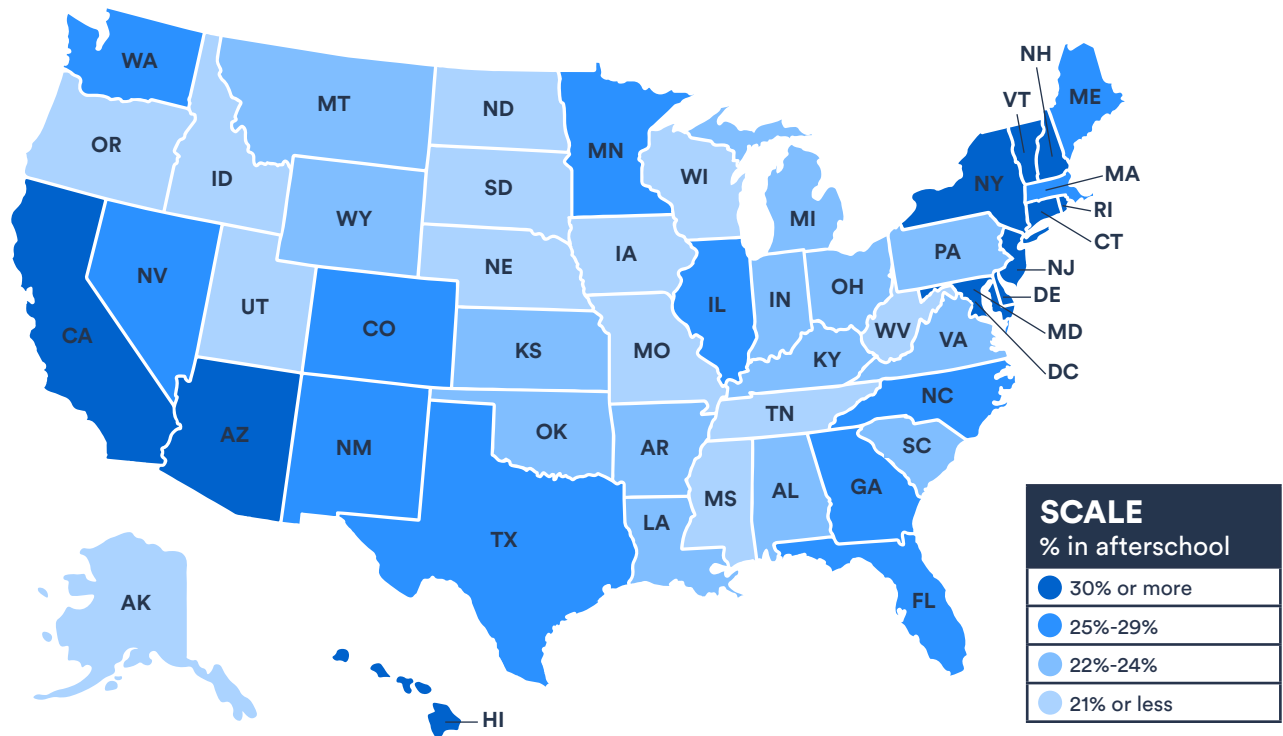 NH
WA
VT
ME
MT
ND
OR
MN
ID
SD
WI
NY
MA
WY
MI
RI
CT
IA
PA
NE
NJ
NV
OH
DE
UT
IL
IN
CO
WV
MD
CA
VA
KS
MO
KY
DC
NC
TN
AZ
OK
SC
NM
AR
MS
AL
GA
LA
TX
AK
FL
HI
SCALE
% in afterschool
30% or more
25%-29%
22%-24%
21% or less